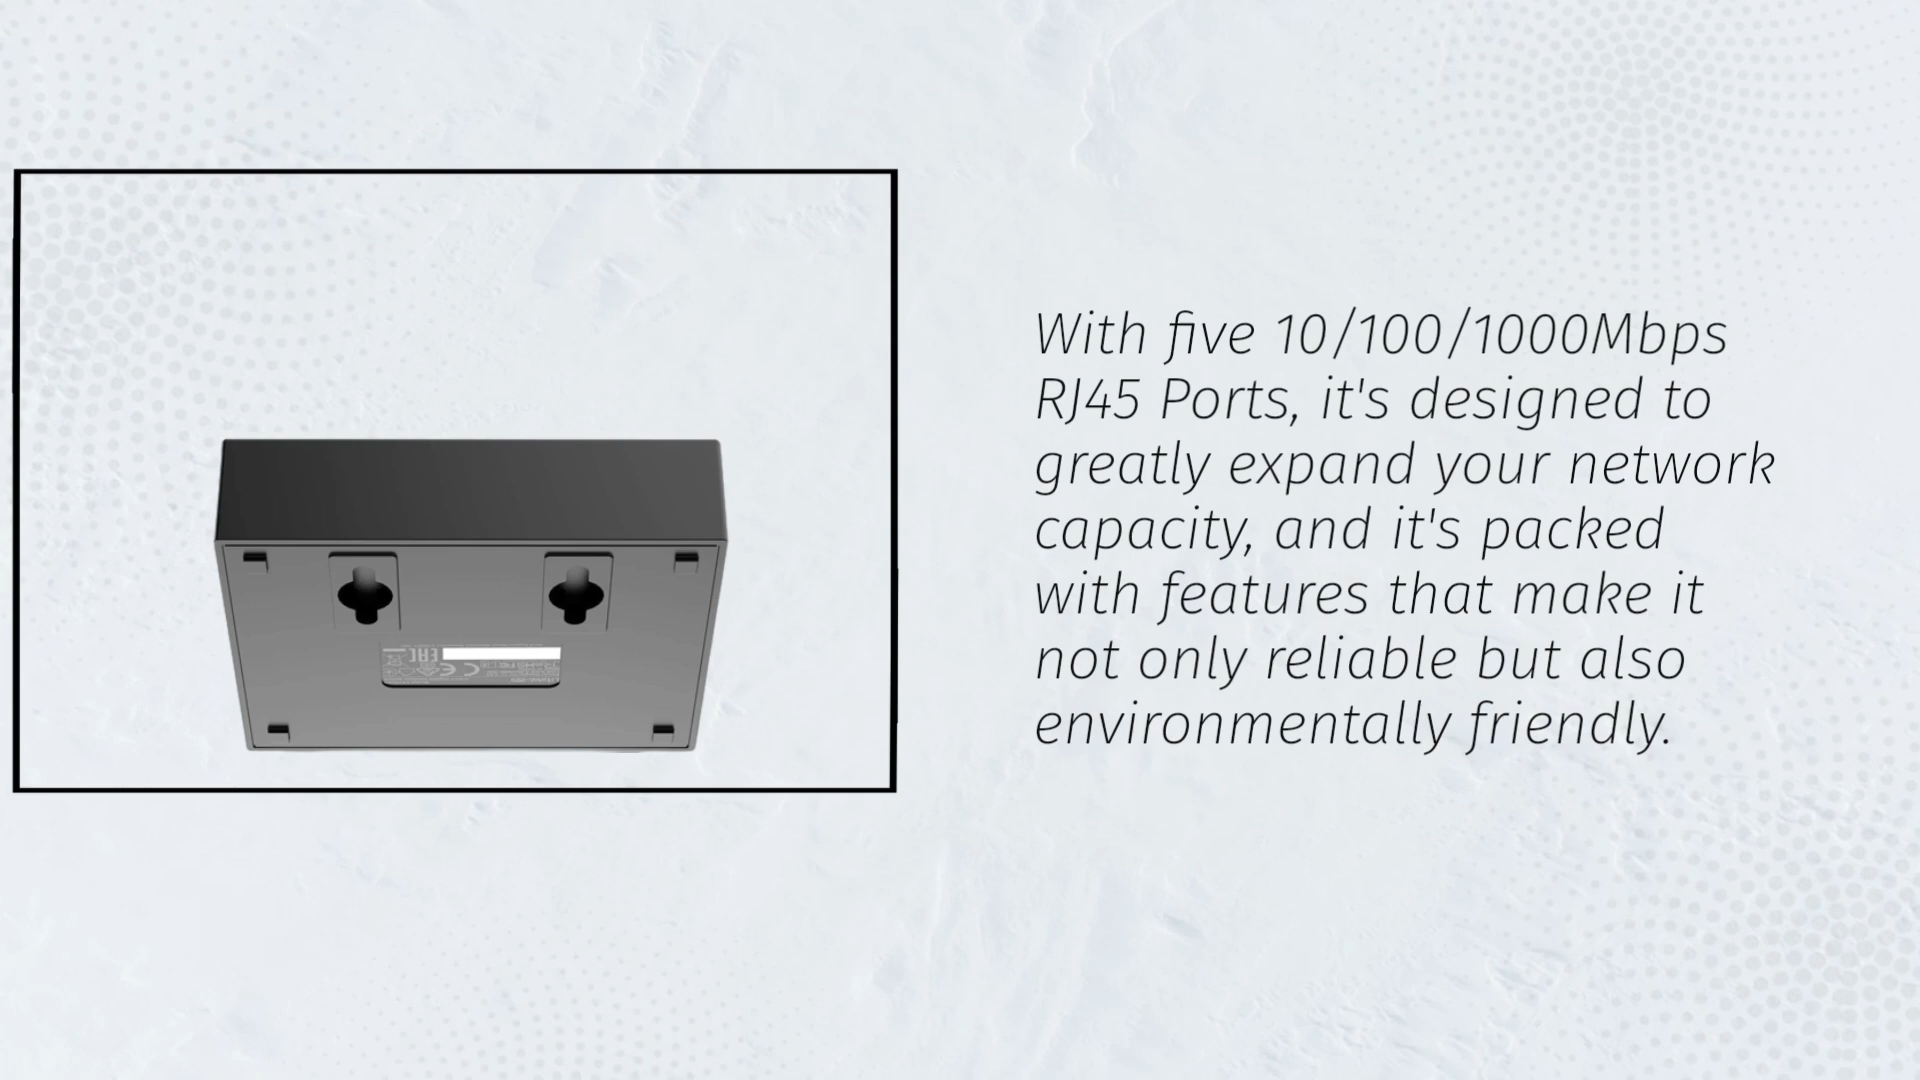 With five 10/100/1000Mbps
RJ45 Ports, it's designed to
greatly expand your network
capacity, and it's packed
with features that make it
not only reliable but also
environmentally friendly.